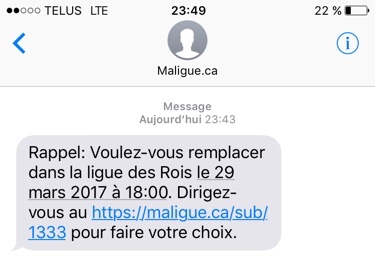 TELUS LTE 23:49 22 %
Maligue.ca
Message
Aujourd'hui 23:43
Rappel: Voulez-vous remplacer
dans la ligue des Rois le 29
mars 2017 à 18:00. Dirigez-
vous au https://maligue.ca/sub/
1333 pour faire votre choix.